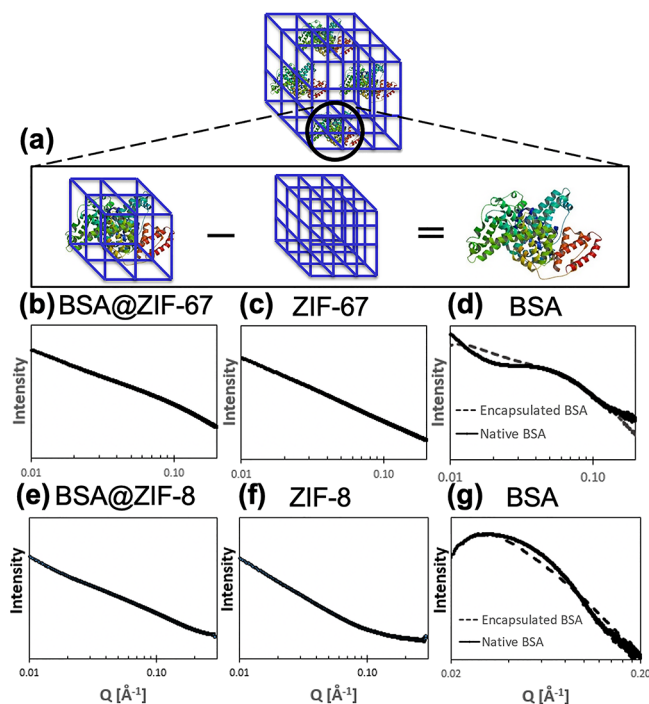 (a)
(b) BSA@ZIF-67
(c) ZIF-67
(d) BSA
Intensity
Intensity
Intensity
Encapsulated BSA
Native BSA
0.01 0.10
0.01 0.10
0.01 0.10
(e) BSA@ZIF-8
(f) ZIF-8
(g) BSA
Intensity
Intensity
Intensity
Encapsulated BSA
Native BSA
0.01 0.10
0.01 0.10
0.02 0.20
Q [Å-1]
Q [Å-1]
Q [Å-1]